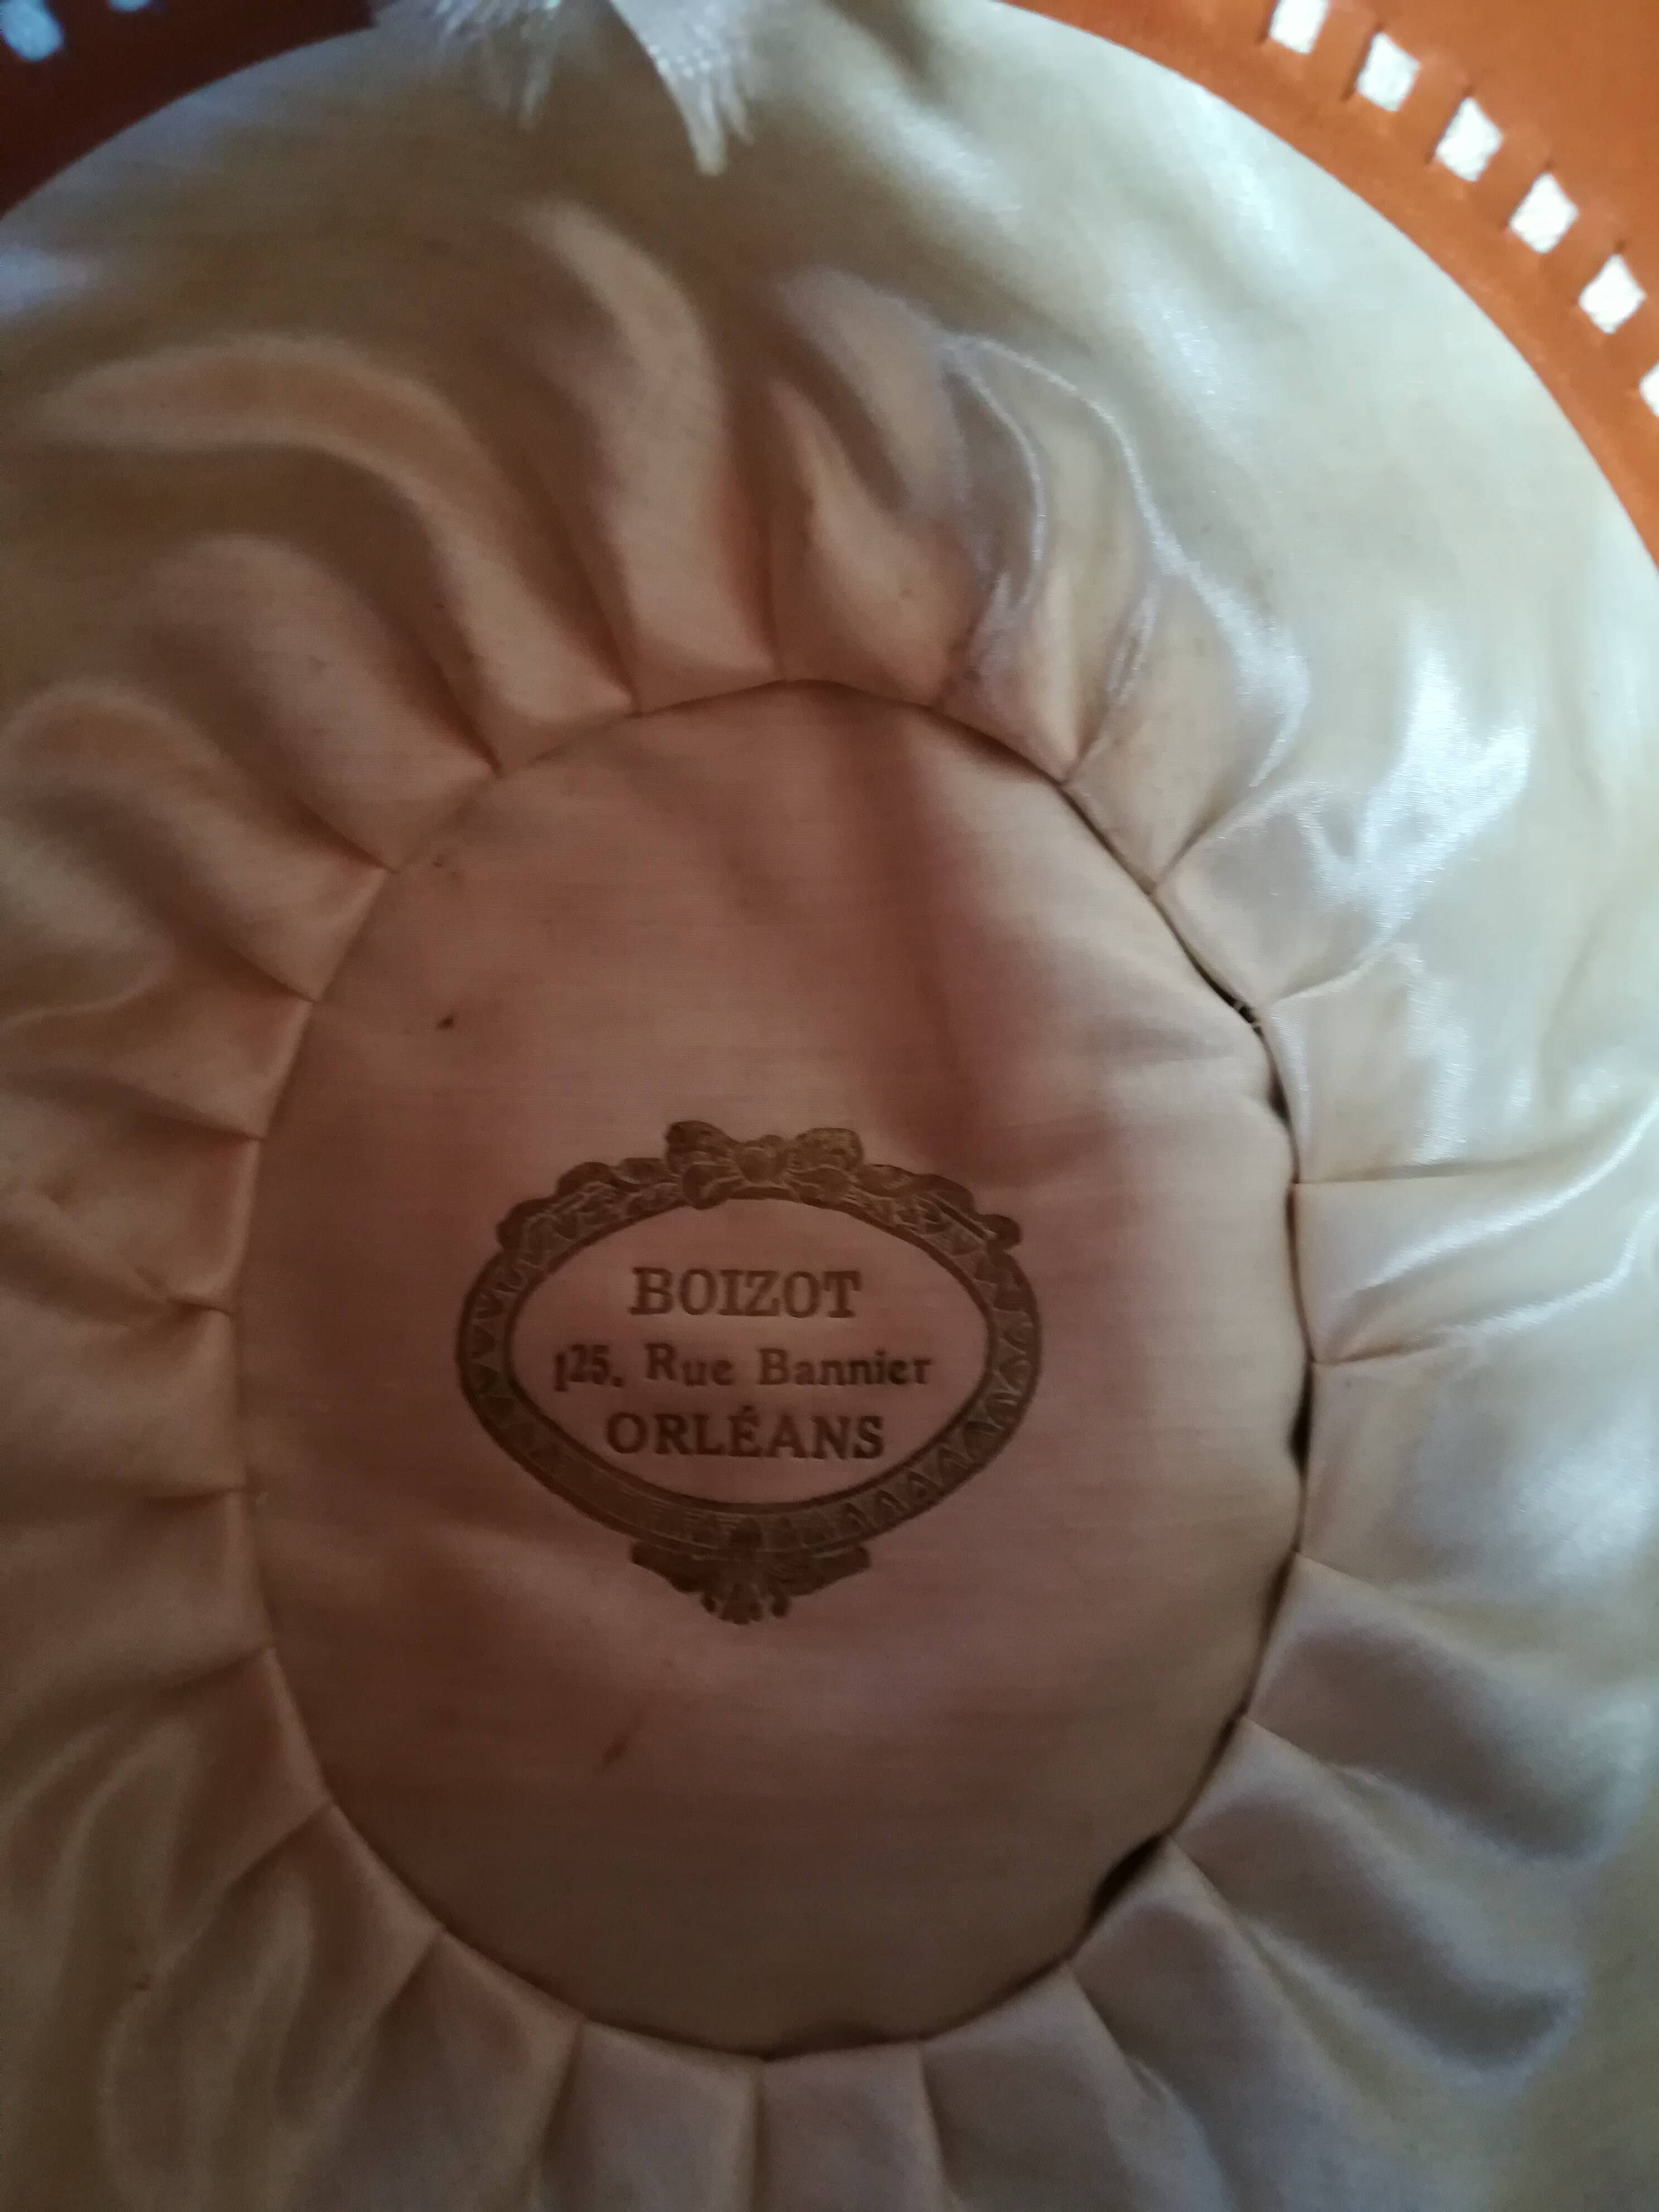 BOIZOT
125, Rue Bannier
ORLÉANS